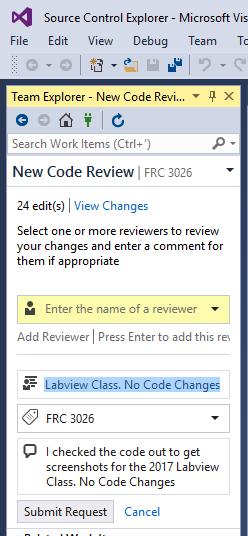 Source Control Explorer - Microsoft Vis
File Edit View Debug Team To
Team Explorer - New Code Revi...
Search Work Items (Ctrl+')
New Code Review | FRC 3026
24 edit(s) | View Changes
Select one or more reviewers to review
your changes and enter a comment for
them if appropriate
Enter the name of a reviewer
Add Reviewer | Press Enter to add this rev
Labview Class. No Code Changes
FRC 3026
I checked the code out to get
screenshots for the 2017 Labview
Class. No Code Changes
Submit Request Cancel